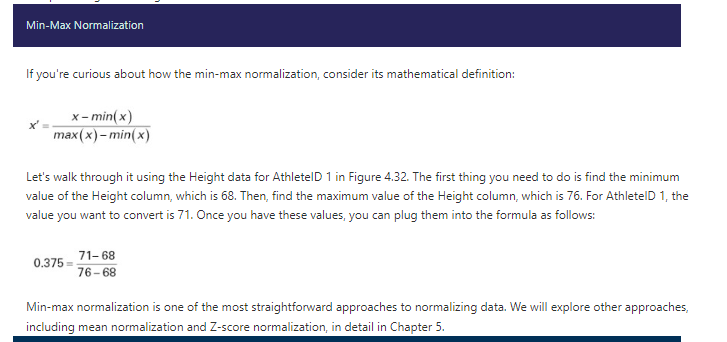 Min-Max Normalization
If you're curious about how the min-max normalization, consider its mathematical definition:
x' = x – min(x) / max(x) – min(x)
Let's walk through it using the Height data for AthleteID 1 in Figure 4.32. The first thing you need to do is find the minimum
value of the Height column, which is 68. Then, find the maximum value of the Height column, which is 76. For AthleteID 1, the
value you want to convert is 71. Once you have these values, you can plug them into the formula as follows:
0.375 = 71– 68 / 76 – 68
Min-max normalization is one of the most straightforward approaches to normalizing data. We will explore other approaches,
including mean normalization and Z-score normalization, in detail in Chapter 5.